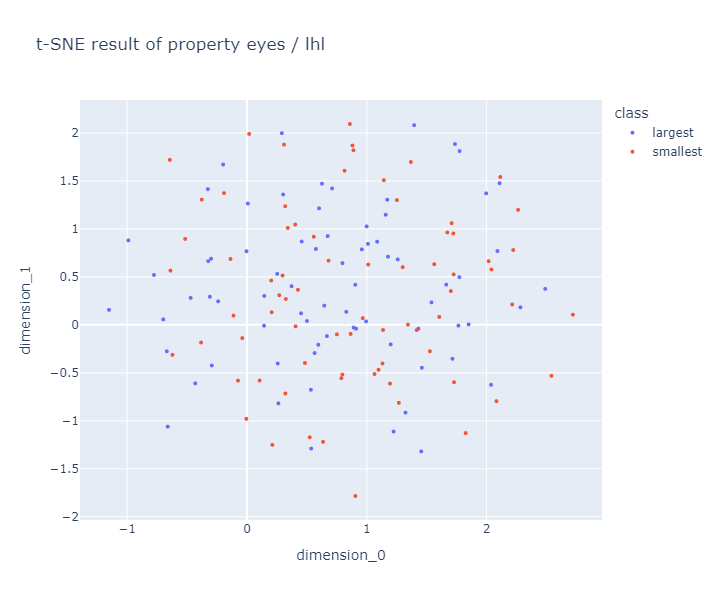 t-SNE result of property eyes / lhl
class
largest
smallest
dimension_1
2
1.5
1
0.5
0
−0.5
−1
−1.5
−2
−1
0
1
2
dimension_0